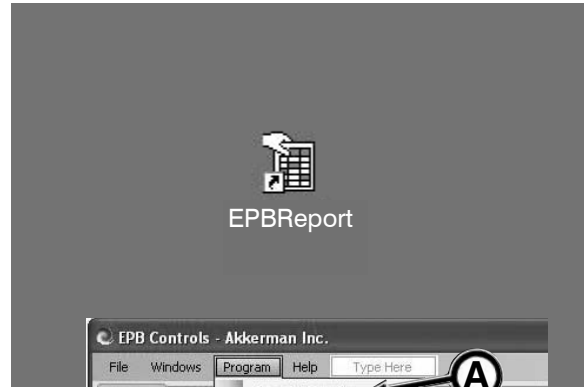 EPBReport
EPB Controls - Akkerman Inc.
File Windows Program Help Type Here
A